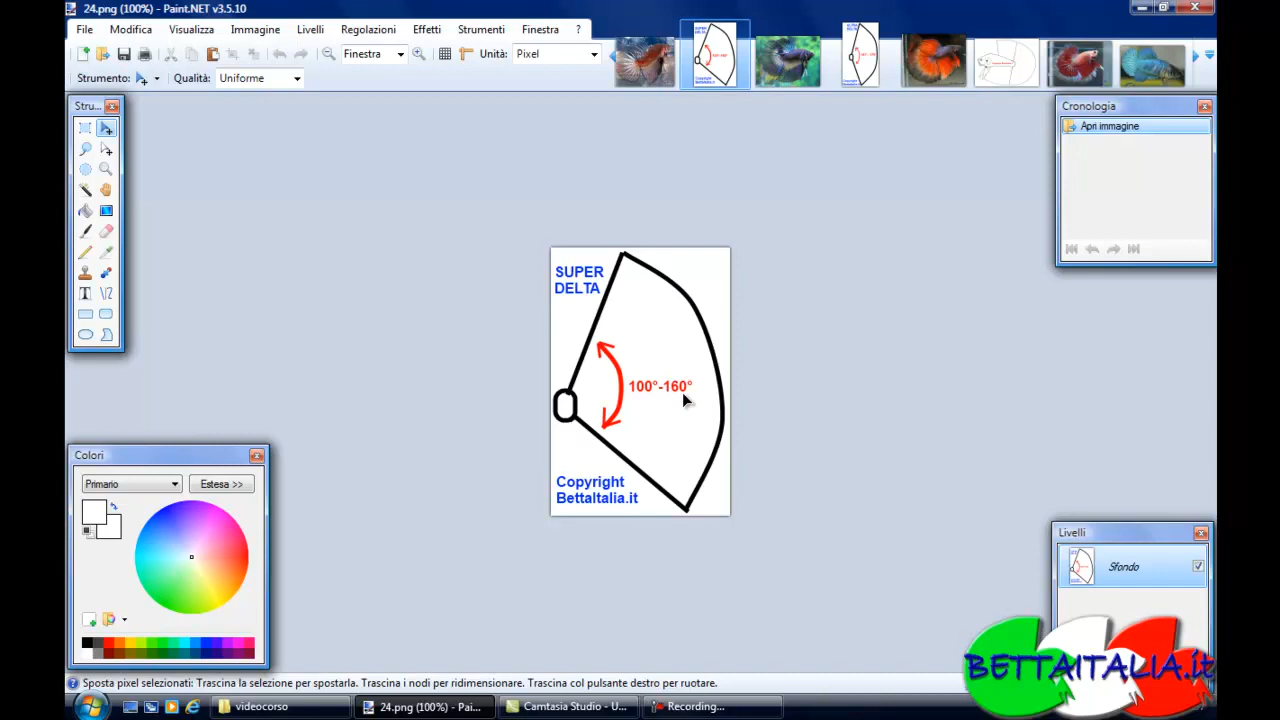 24.png (100%) - Paint.NET v3.5.10
File Modifica Visualizza Immagine Livelli Regolazioni Effetti Strumenti Finestra ?
Finestra Unità: Pixel
Strumento: Qualità: Uniforme
Stru...
Cronologia
Apri immagine
SUPER
DELTA
100°-160°
Copyright
BettaItalia.it
Colori
Primario Estesa >>
Livelli
Sfondo
BETTAITALIA.it
Sposta pixel selezionati: Trascina la selezione per spostarla. Trascina i nodi per ridimensionare. Trascina col pulsante destro per ruotare.
videocorso 24.png (100%) - Pai... Camtasia Studio - U... Recording...